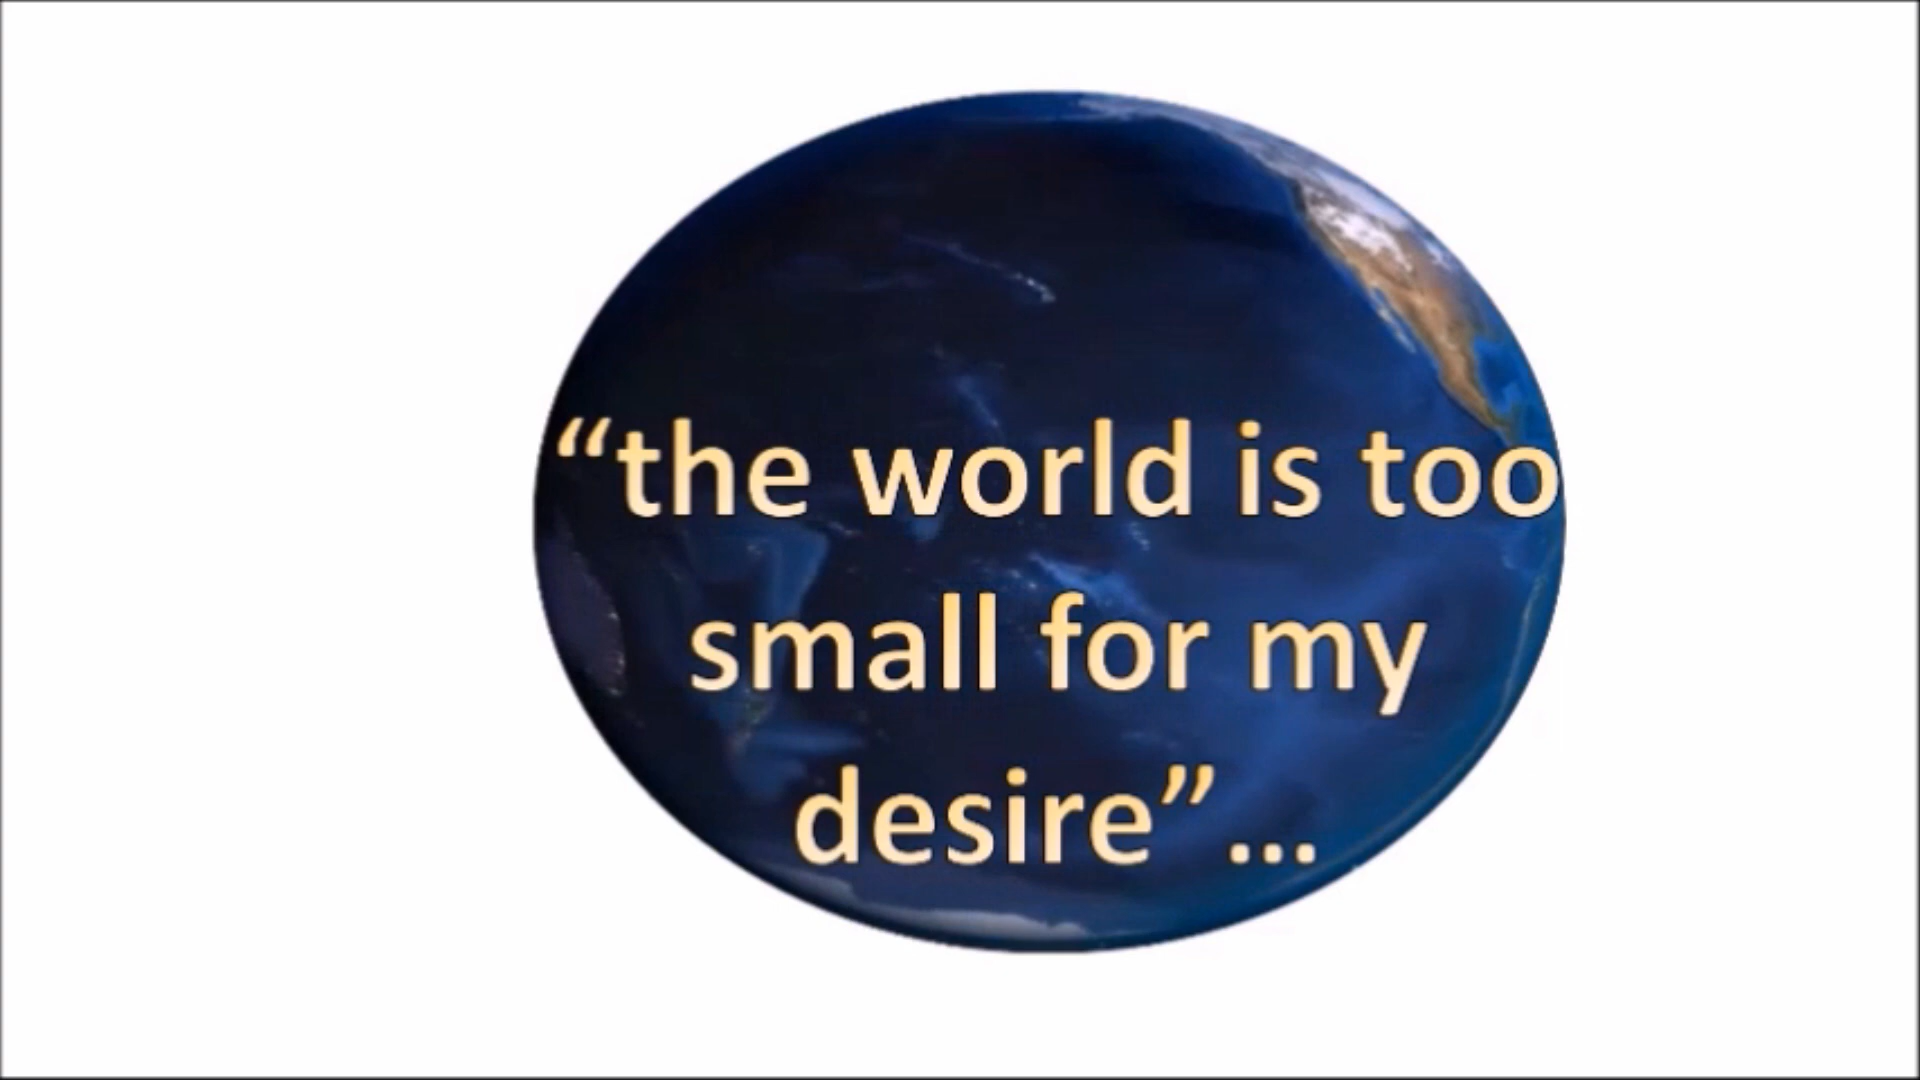 “the world is too
small for my
desire”...